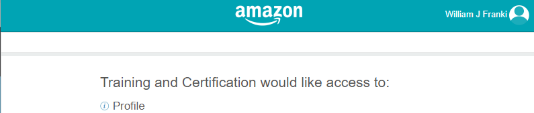 amazon
William J Franki
Training and Certification would like access to:
Profile